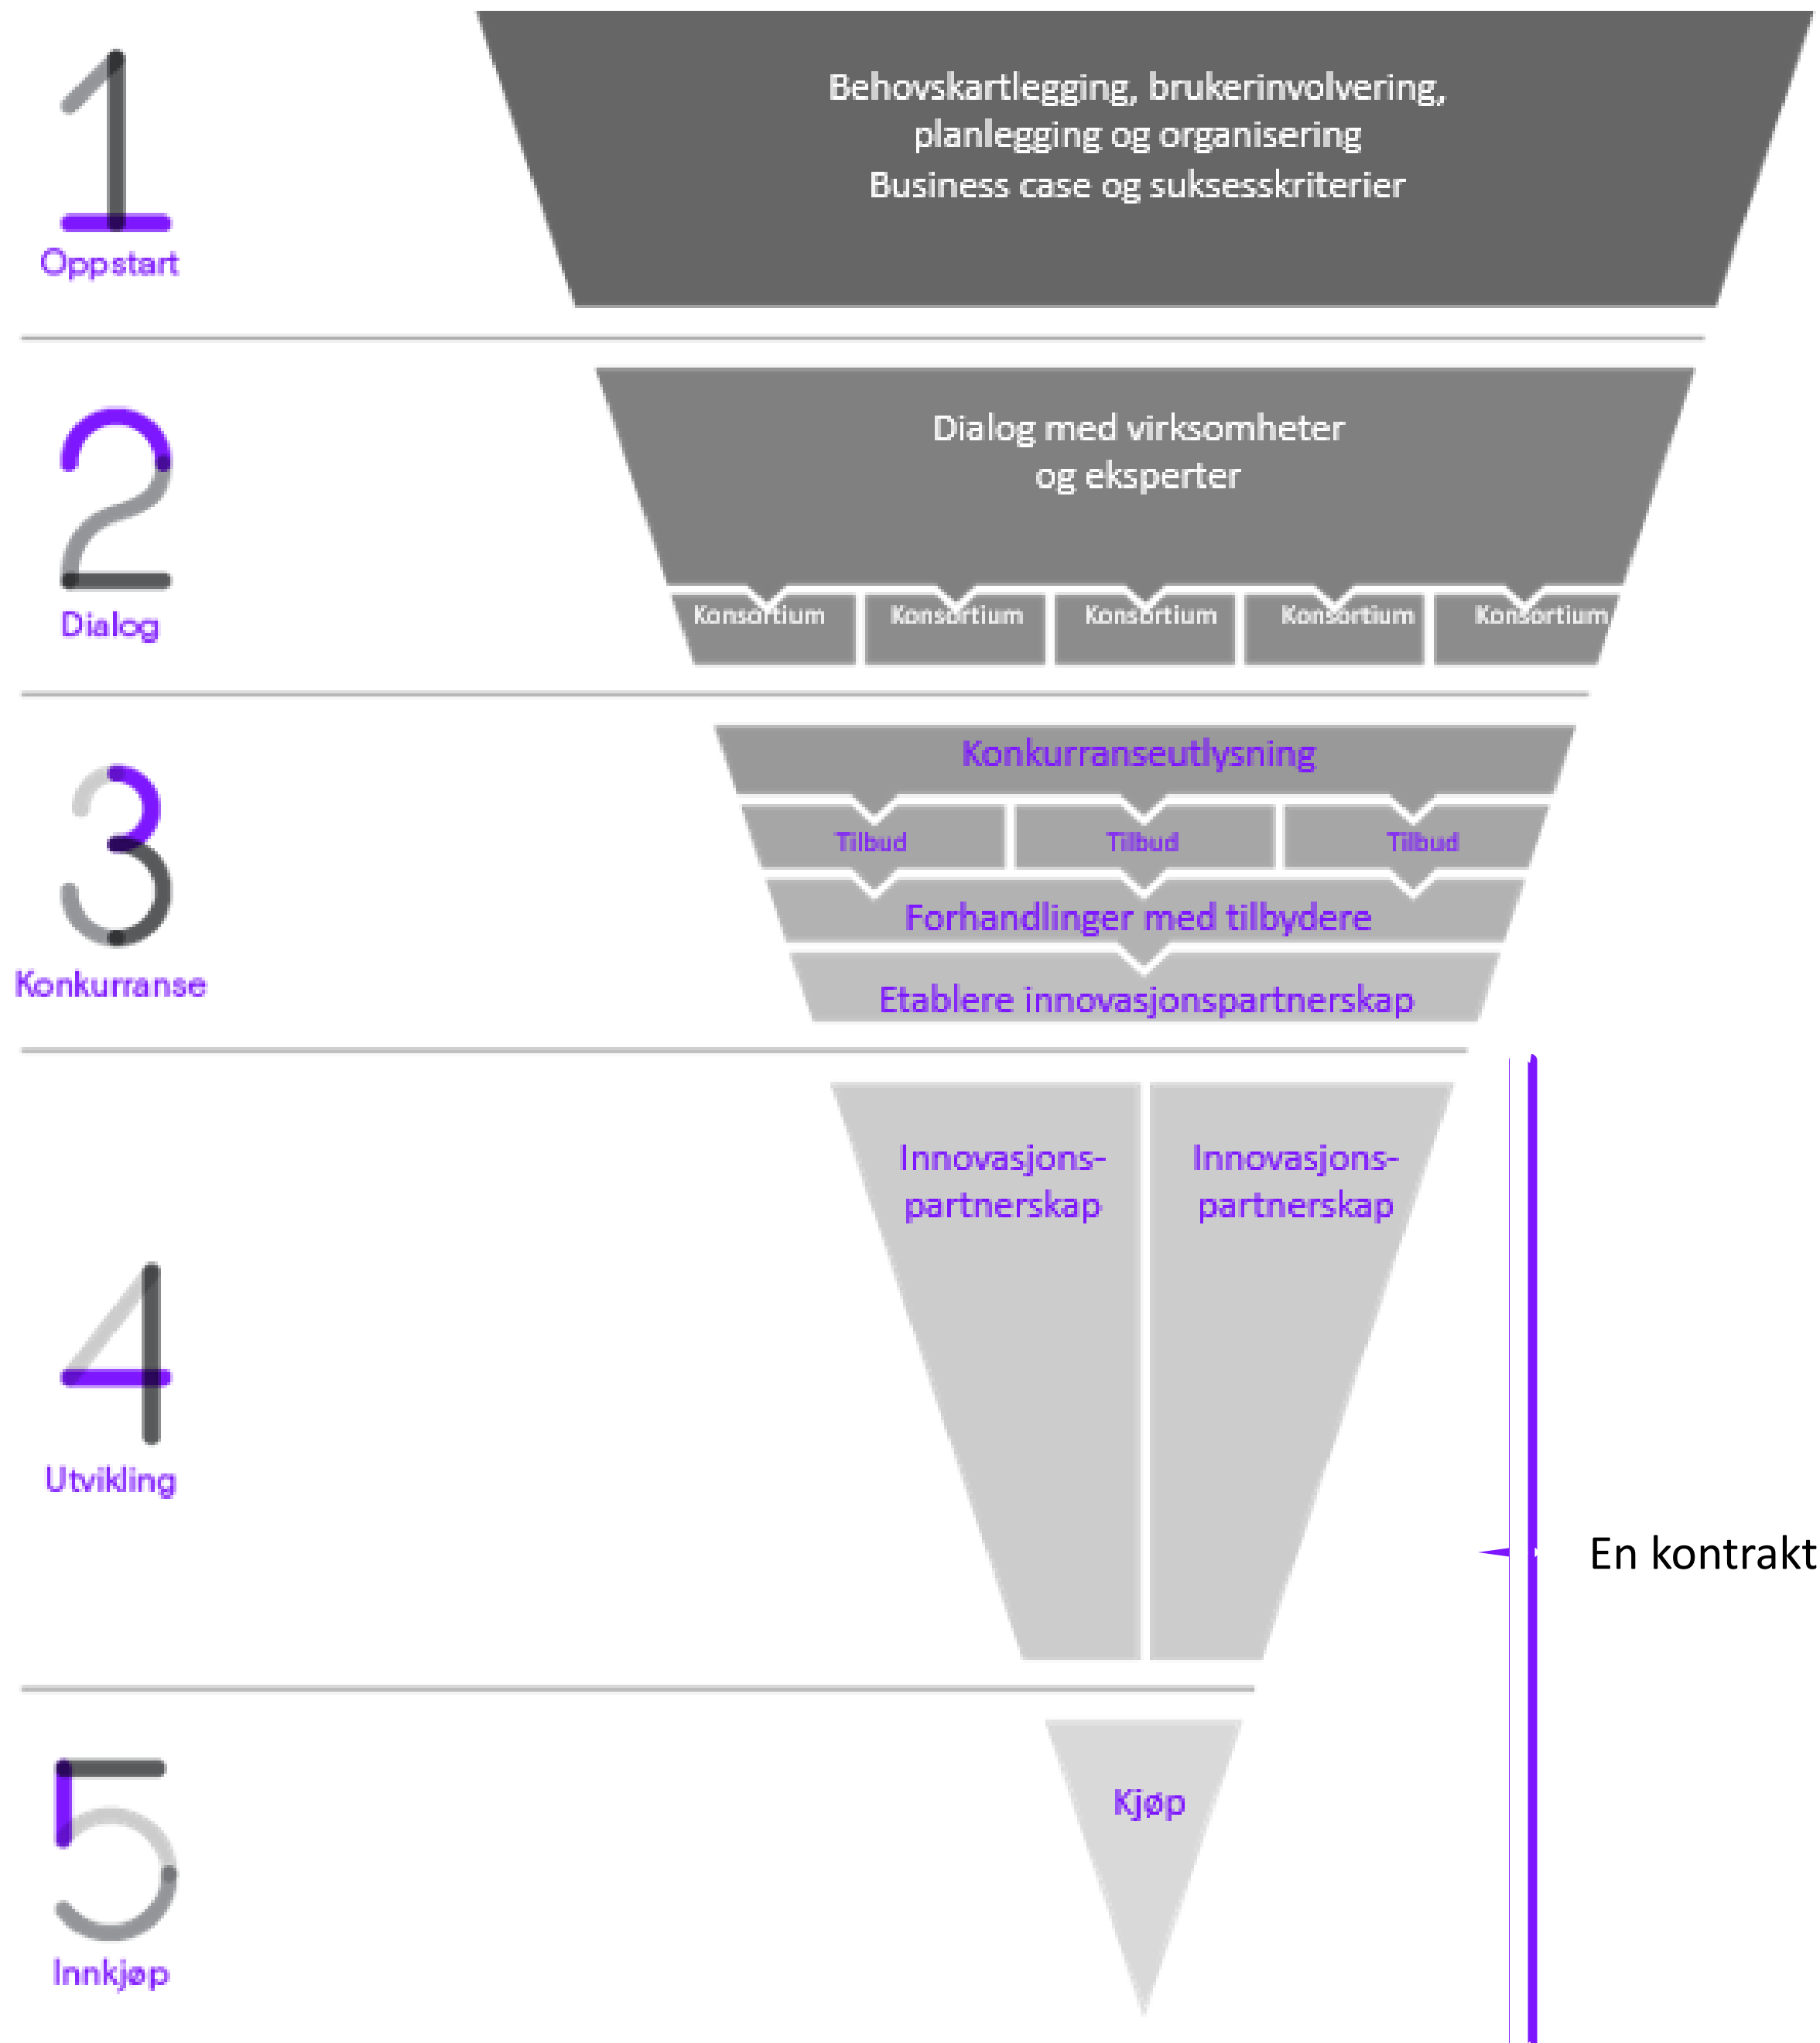 1
Oppstart
Behovskartlegging, brukerinvolvering,
planlegging og organisering
Business case og suksesskriterier
2
Dialog
Dialog med virksomheter
og eksperter
Konsortium
Konsortium
Konsortium
Konsortium
Konsortium
3
Konkurranse
Konkurranseutlysning
Tilbud
Tilbud
Tilbud
Forhandlinger med tilbydere
Etablere innovasjonspartnerskap
4
Utvikling
Innovasjons-
partnerskap
Innovasjons-
partnerskap
En kontrakt
5
Innkjøp
Kjøp